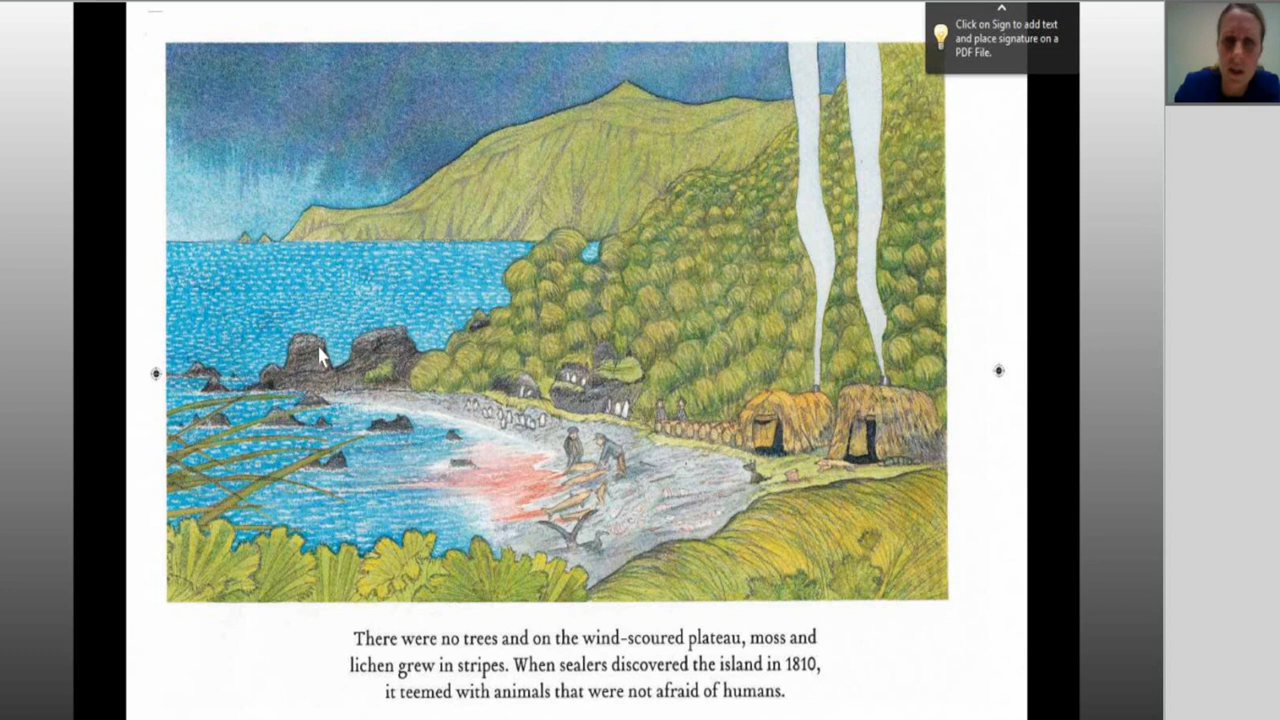 Click on Sign to add text
and place signature on a
PDF File.
There were no trees and on the wind-scoured plateau, moss and
lichen grew in stripes. When sealers discovered the island in 1810,
it teemed with animals that were not afraid of humans.